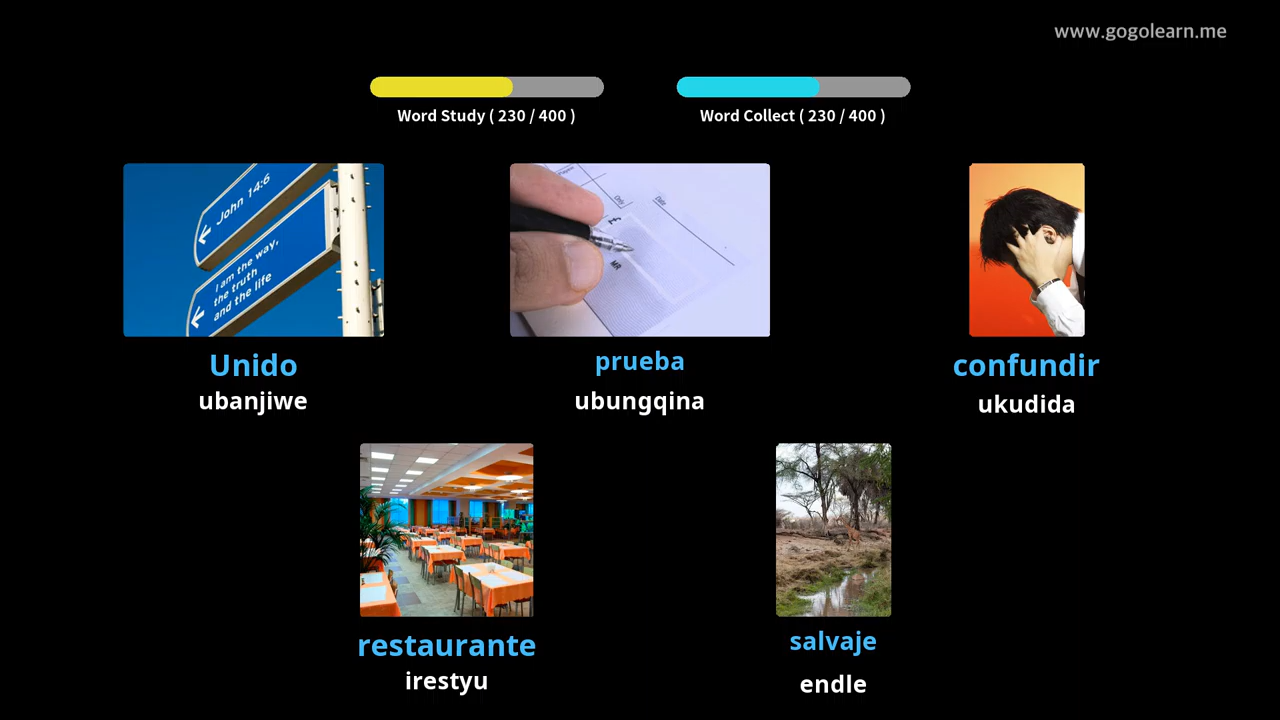 www.gogolearn.me
Word Study ( 230 / 400 )
Word Collect ( 230 / 400 )
John 14:6
I am the way,
the truth
and the life
Unido
ubanjiwe
prueba
ubungqina
confundir
ukudida
restaurante
irestyu
salvaje
endle